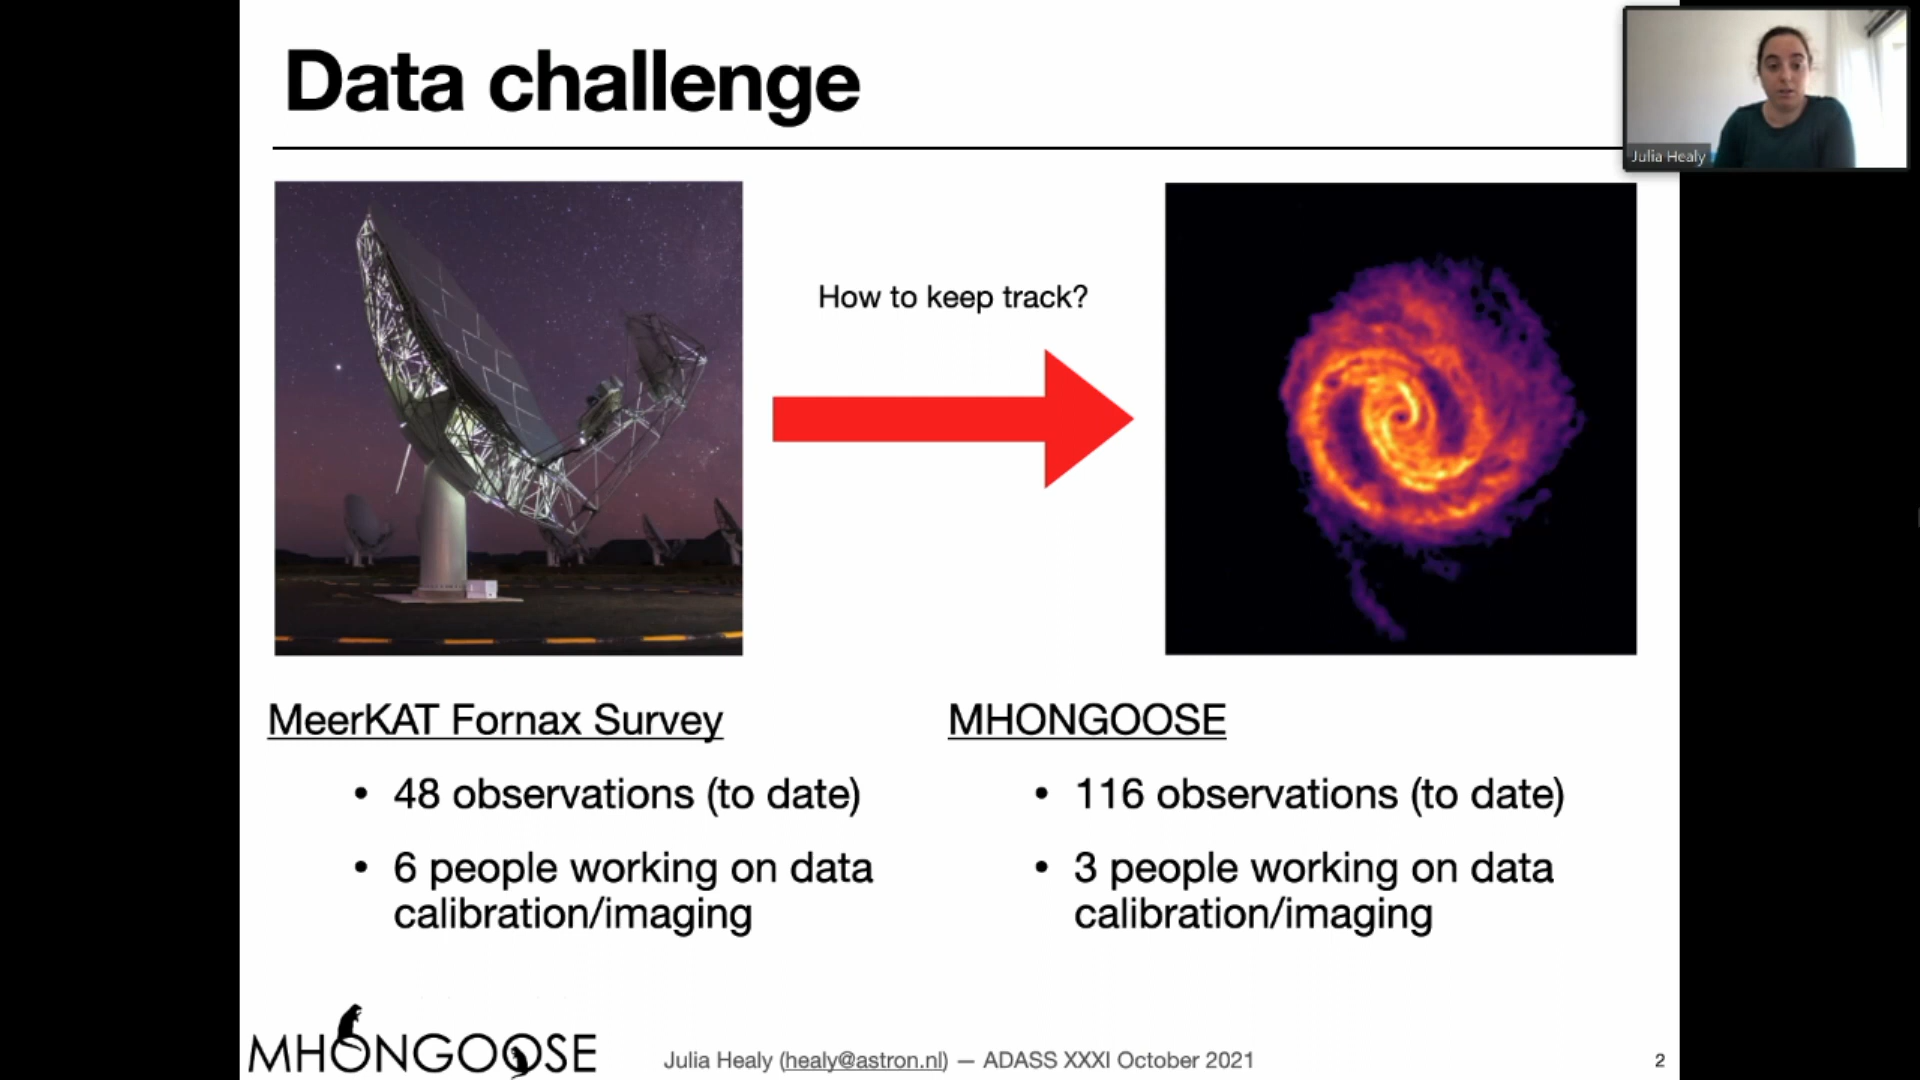 Data challenge
Julia Healy
How to keep track?
MeerKAT Fornax Survey
• 48 observations (to date)
• 6 people working on data
calibration/imaging
MHONGOOSE
• 116 observations (to date)
• 3 people working on data
calibration/imaging
MHONGOOSE
Julia Healy (healy@astron.nl) — ADASS XXXI October 2021
2